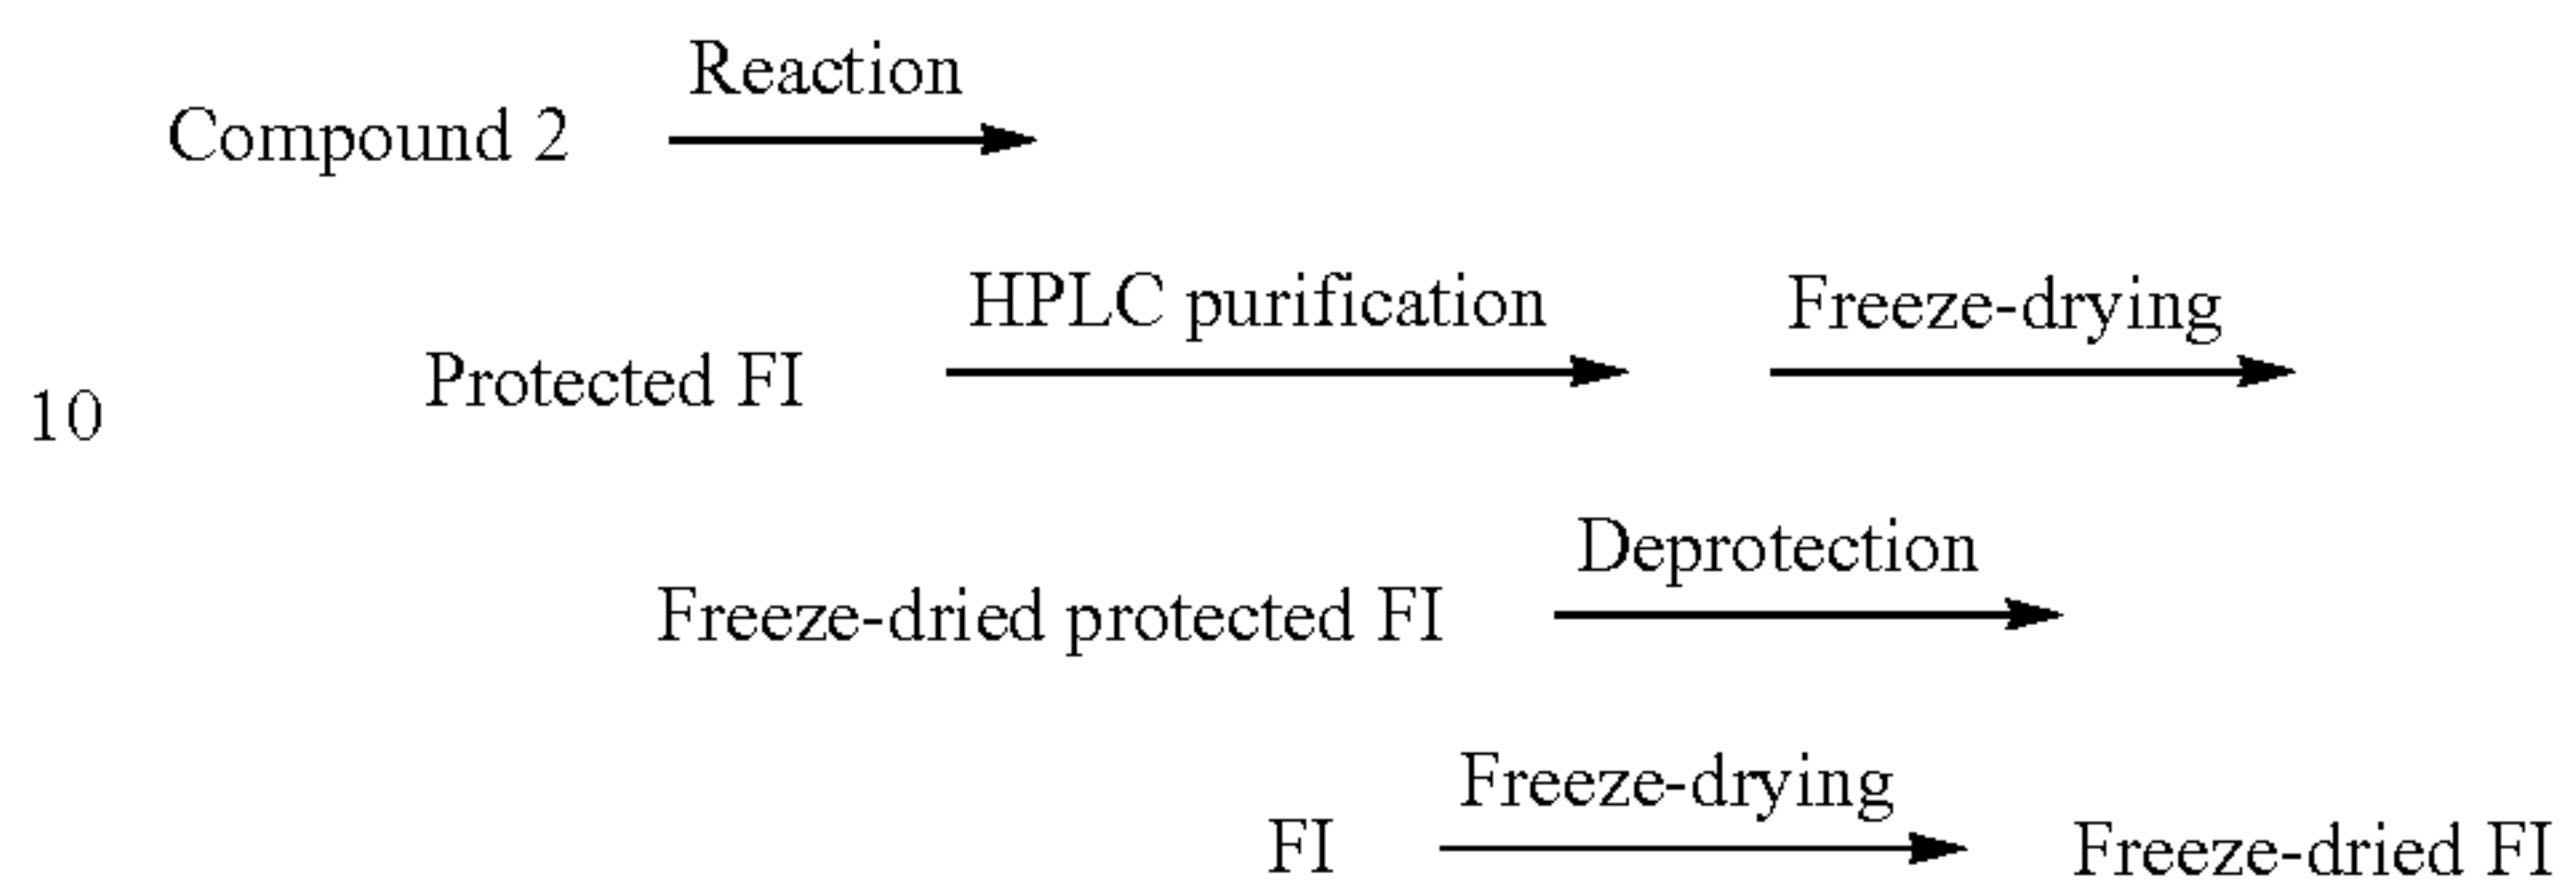 Reaction
Compound 2
HPLC purification Freeze-drying
Protected FI
10
Deprotection
Freeze-dried protected FI
Freeze-drying
FI Freeze-dried FI